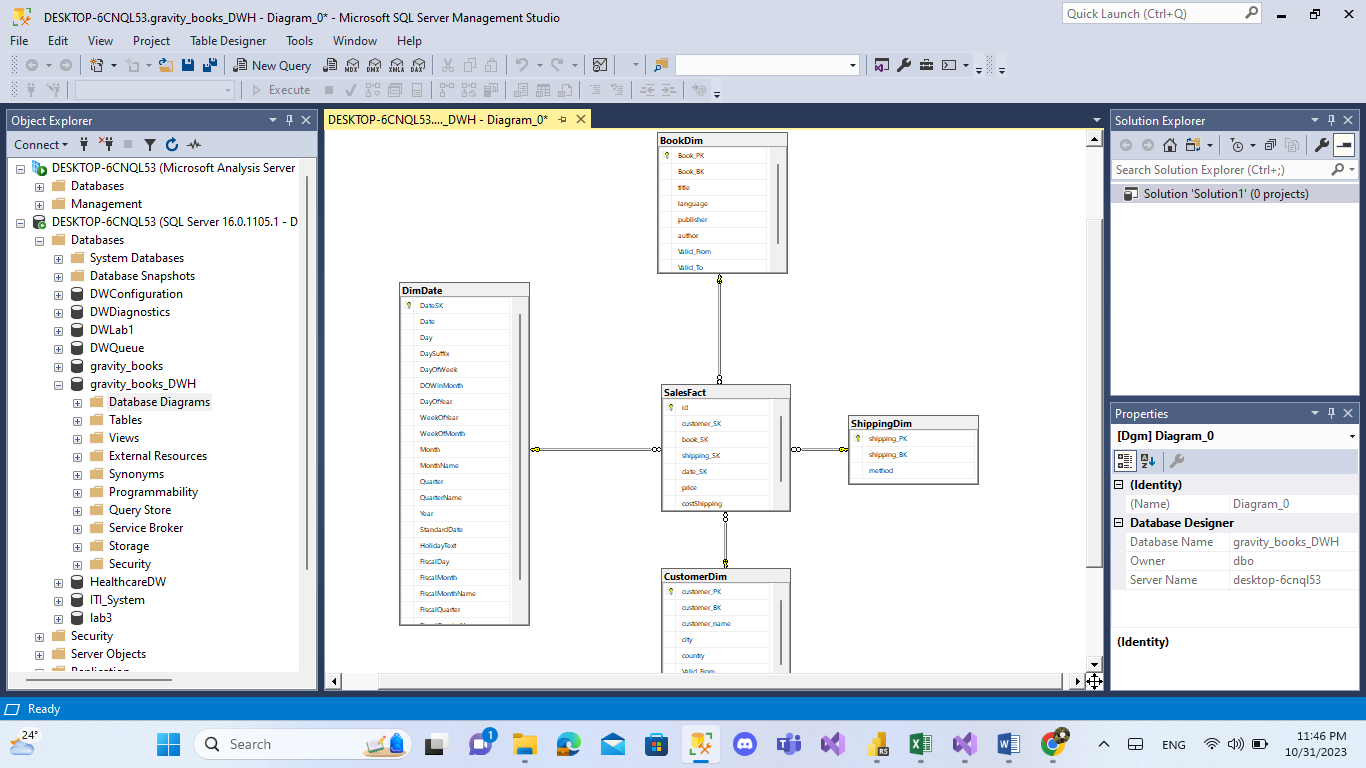 DESKTOP-6CNQL53.gravity_books_DWH - Diagram_0* - Microsoft SQL Server Management Studio
Quick Launch (Ctrl+Q)
File Edit View Project Table Designer Tools Window Help
New Query
MDX DMX XMLA DAX
Execute
Object Explorer
Connect
DESKTOP-6CNQL53 (Microsoft Analysis Server
Databases
Management
DESKTOP-6CNQL53 (SQL Server 16.0.1105.1 - D
Databases
System Databases
Database Snapshots
DWConfiguration
DWDiagnostics
DWLab1
DWQueue
gravity_books
gravity_books_DWH
Database Diagrams
Tables
Views
External Resources
Synonyms
Programmability
Query Store
Service Broker
Storage
Security
HealthcareDW
ITI_System
lab3
Security
Server Objects
Replication
DESKTOP-6CNQL53...._DWH - Diagram_0*
BookDim
Book_PK
Book_BK
title
language
publisher
author
Valid_From
Valid_To
DimDate
DateSK
Date
Day
DaySuffix
DayOfWeek
DOWInMonth
DayOfYear
WeekOfYear
WeekOfMonth
Month
MonthName
Quarter
QuarterName
Year
StandardDate
HolidayText
FiscalDay
FiscalMonth
FiscalMonthName
FiscalQuarter
SalesFact
id
customer_SK
book_SK
shipping_SK
date_SK
price
costShipping
ShippingDim
shipping_PK
shipping_BK
method
CustomerDim
customer_PK
customer_BK
customer_name
city
country
Valid_From
Solution Explorer
Search Solution Explorer (Ctrl+;)
Solution 'Solution1' (0 projects)
Properties
[Dgm] Diagram_0
(Identity)
(Name) Diagram_0
Database Designer
Database Name gravity_books_DWH
Owner dbo
Server Name desktop-6cnql53
(Identity)
Ready
24°
Search
1
RS
ENG
11:46 PM
10/31/2023